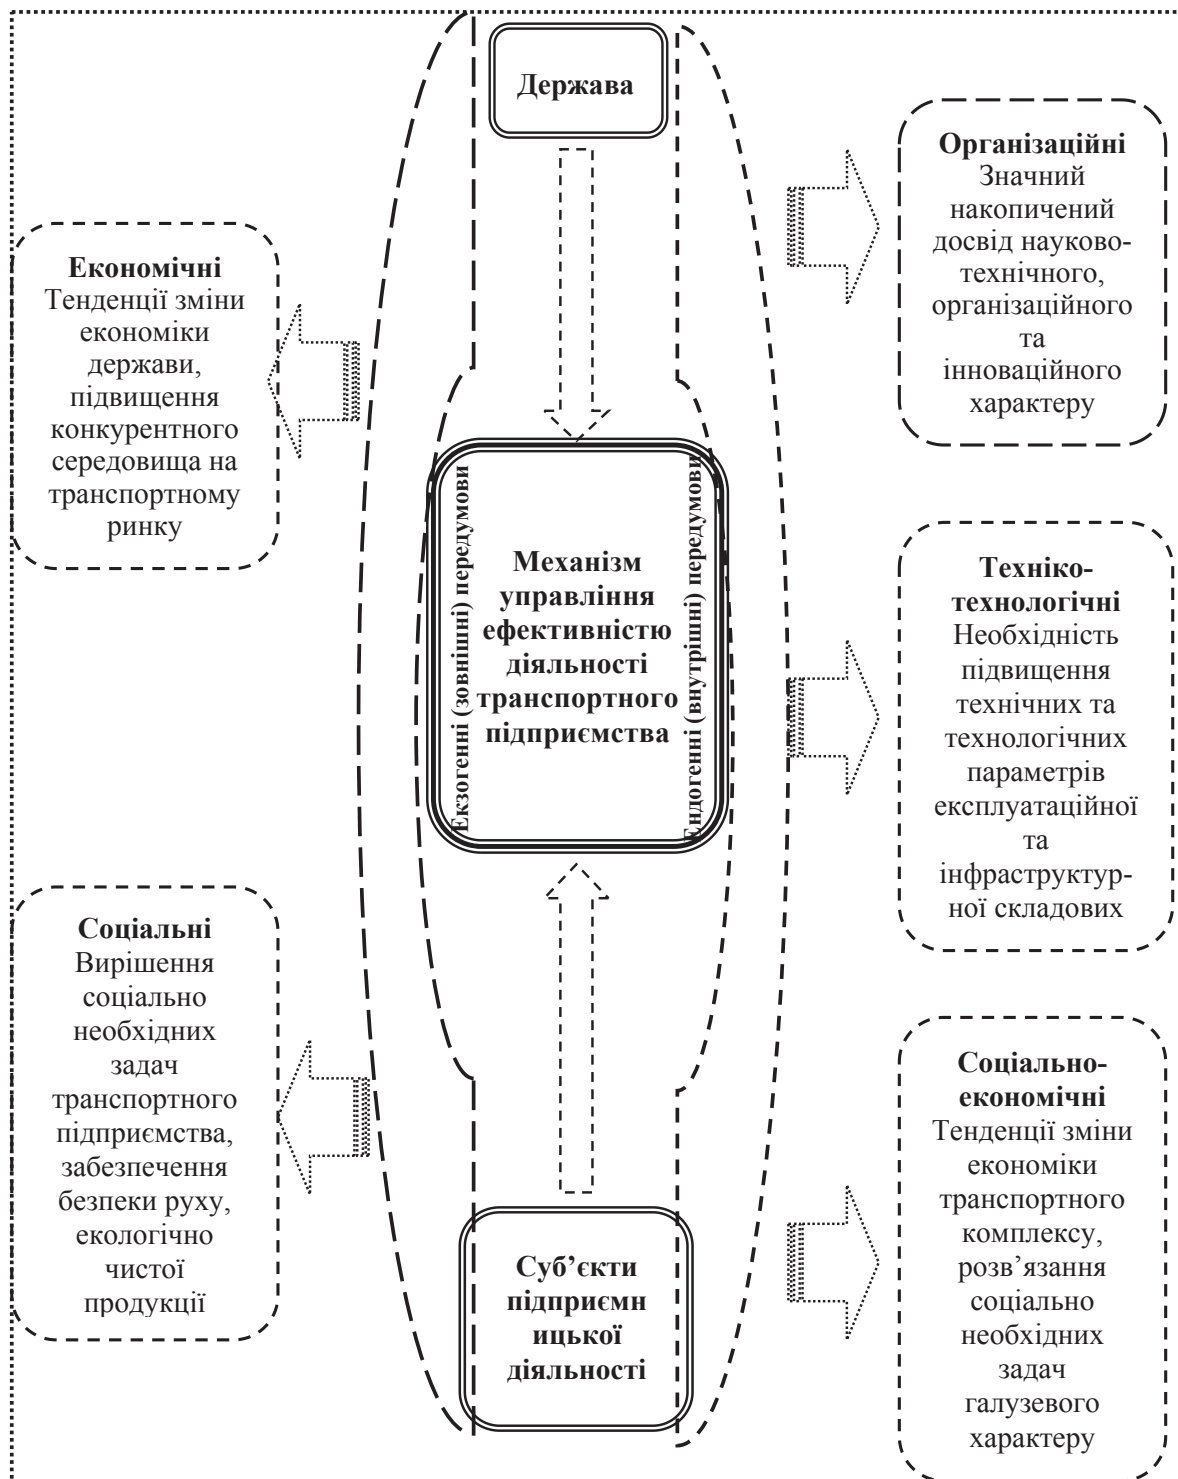 Держава
Економічні
Тенденції зміни
економіки
держави,
підвищення
конкурентного
середовища на
транспортному
ринку
Соціальні
Вирішення
соціально
необхідних
задач
транспортного
підприємства,
забезпечення
безпеки руху,
екологічно
чистої
продукції
Екзогенні (зовнішні) передумови
Механізм
управління
ефективністю
діяльності
транспортного
підприємства
Ендогенні (внутрішні) передумови
Суб’єкти
підприємн
ицької
діяльності
Організаційні
Значний
накопичений
досвід науково-
технічного,
організаційного
та
інноваційного
характеру
Техніко-
технологічні
Необхідність
підвищення
технічних та
технологічних
параметрів
експлуатаційної
та
інфраструктур-
ної складових
Соціально-
економічні
Тенденції зміни
економіки
транспортного
комплексу,
розв’язання
соціально
необхідних
задач
галузевого
характеру